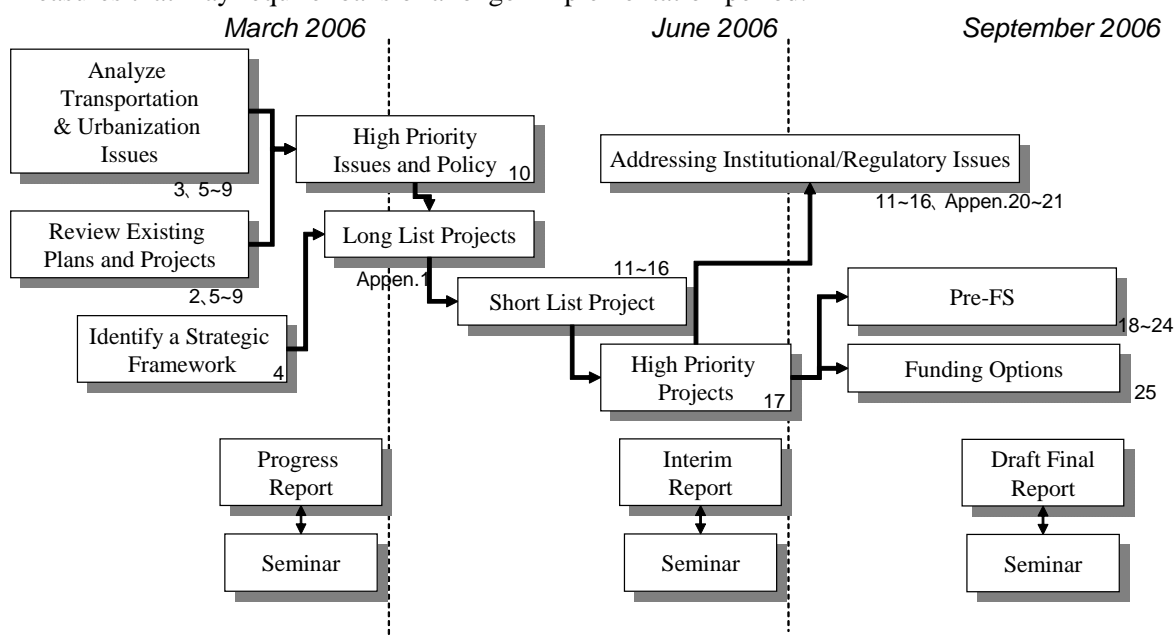 March 2006
June 2006
September 2006
Analyze
Transportation
& Urbanization
Issues
3、5~9
High Priority
Issues and Policy
10
Addressing Institutional/Regulatory Issues
11~16、Appen.20~21
Review Existing
Plans and Projects
2、5~9
Long List Projects
Appen.1
11~16
Short List Project
Pre-FS
18~24
Identify a Strategic
Framework
4
High Priority
Projects
17
Funding Options
25
Progress
Report
Interim
Report
Draft Final
Report
Seminar
Seminar
Seminar